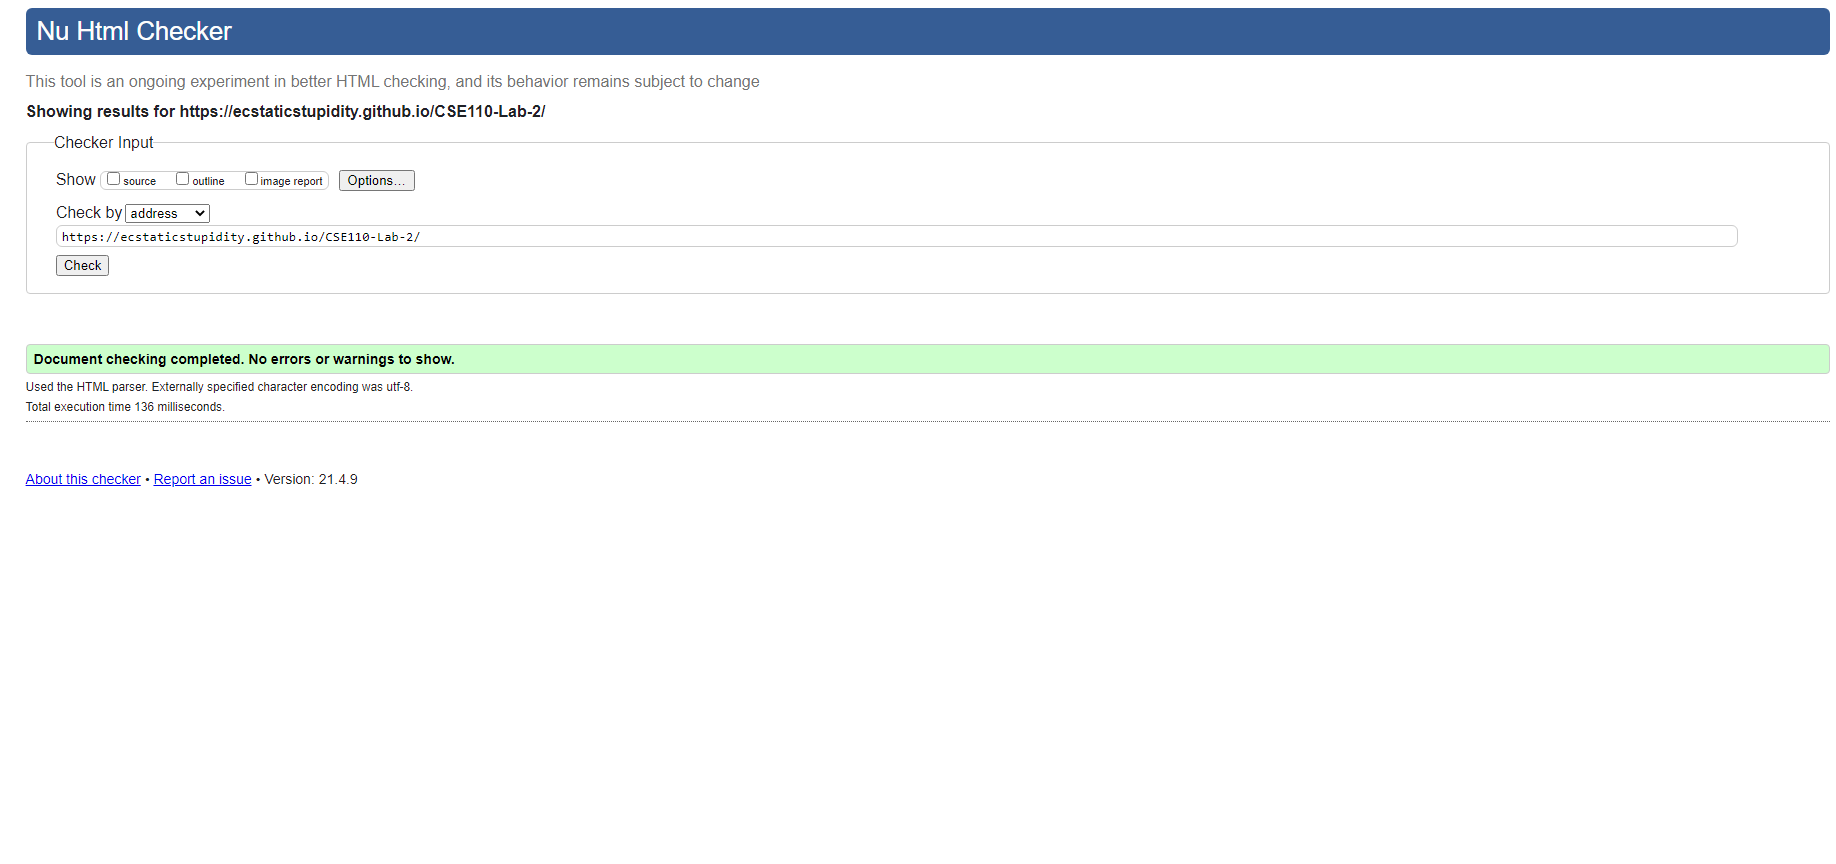 Nu Html Checker
This tool is an ongoing experiment in better HTML checking, and its behavior remains subject to change
Showing results for https://ecstaticstupidity.github.io/CSE110-Lab-2/
Checker Input
Show source outline image report Options...
Check by address
https://ecstaticstupidity.github.io/CSE110-Lab-2/
Check
Document checking completed. No errors or warnings to show.
Used the HTML parser. Externally specified character encoding was utf-8.
Total execution time 136 milliseconds.
About this checker • Report an issue • Version: 21.4.9